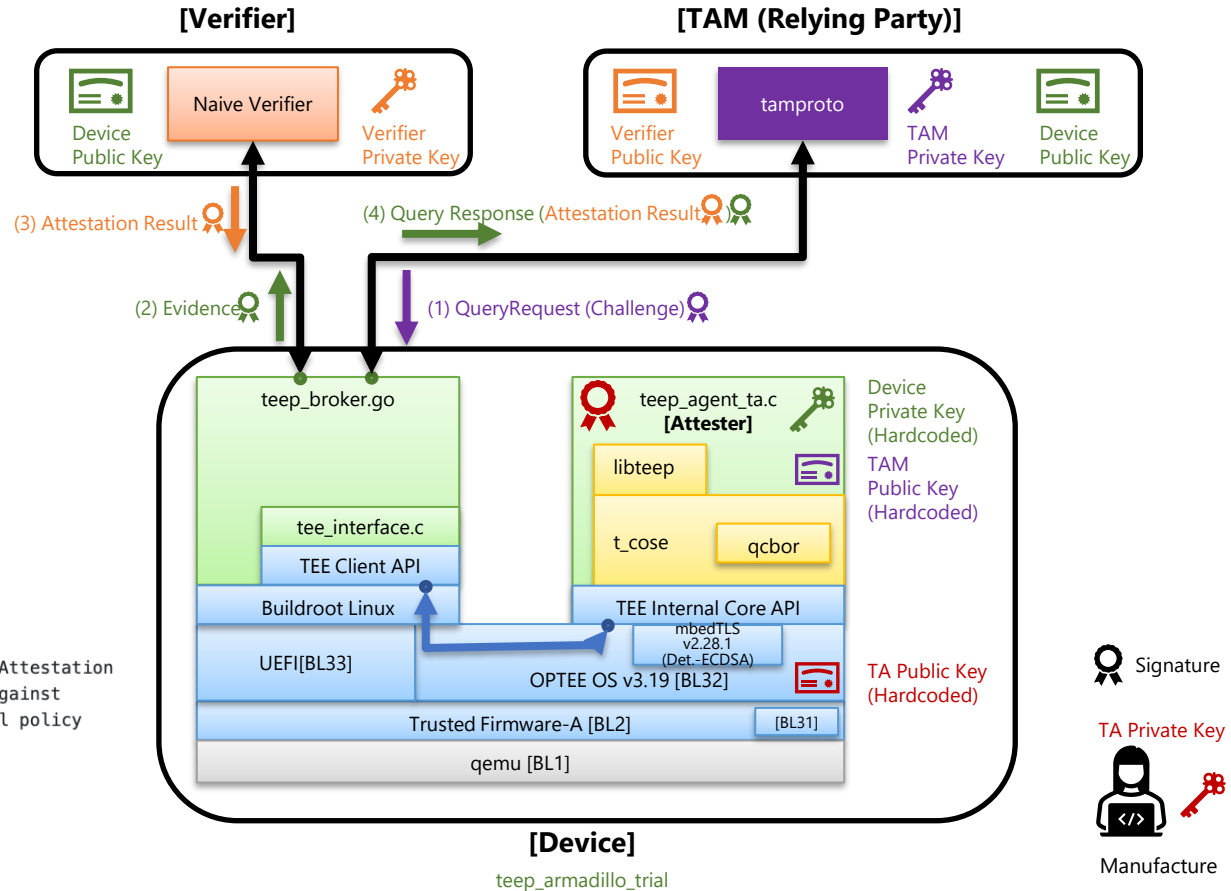 [Verifier]
[TAM (Relying Party)]
Device
Public Key
Naive Verifier
Verifier
Private Key
Verifier
Public Key
tamproto
TAM
Private Key
Device
Public Key
(3) Attestation Result
(4) Query Response (Attestation Result )
(2) Evidence
(1) QueryRequest (Challenge)
teep_broker.go
tee_interface.c
TEE Client API
Buildroot Linux
teep_agent_ta.c
[Attester]
libteep
t_cose
qcbor
TEE Internal Core API
Device
Private Key
(Hardcoded)
TAM
Public Key
(Hardcoded)
UEFI[BL33]
mbedTLS
v2.28.1
(Det.-ECDSA)
OPTEE OS v3.19 [BL32]
TA Public Key
(Hardcoded)
Trusted Firmware-A [BL2]
[BL31]
qemu [BL1]
[Device]
teep_armadillo_trial
Attestation
gainst
l policy
Signature
TA Private Key
</>
Manufacture